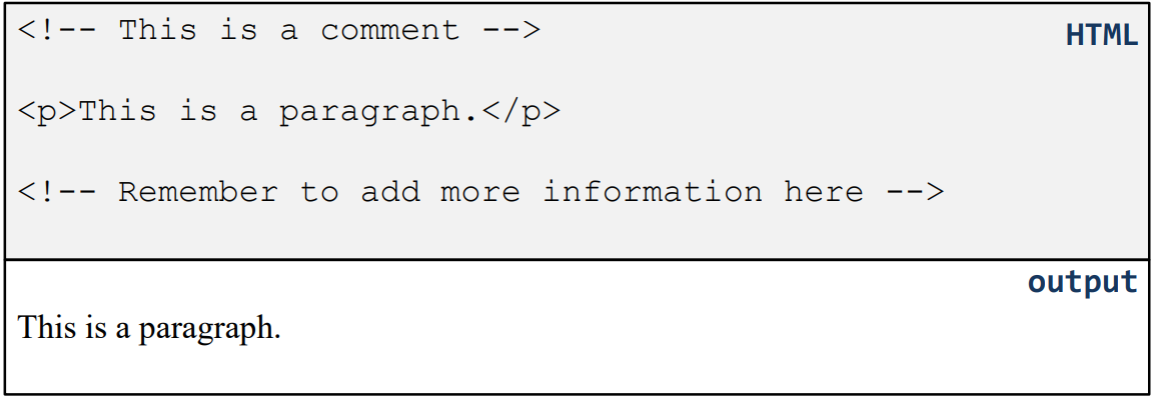 <!-- This is a comment -->
HTML
<p>This is a paragraph.</p>
<!-- Remember to add more information here -->
output
This is a paragraph.